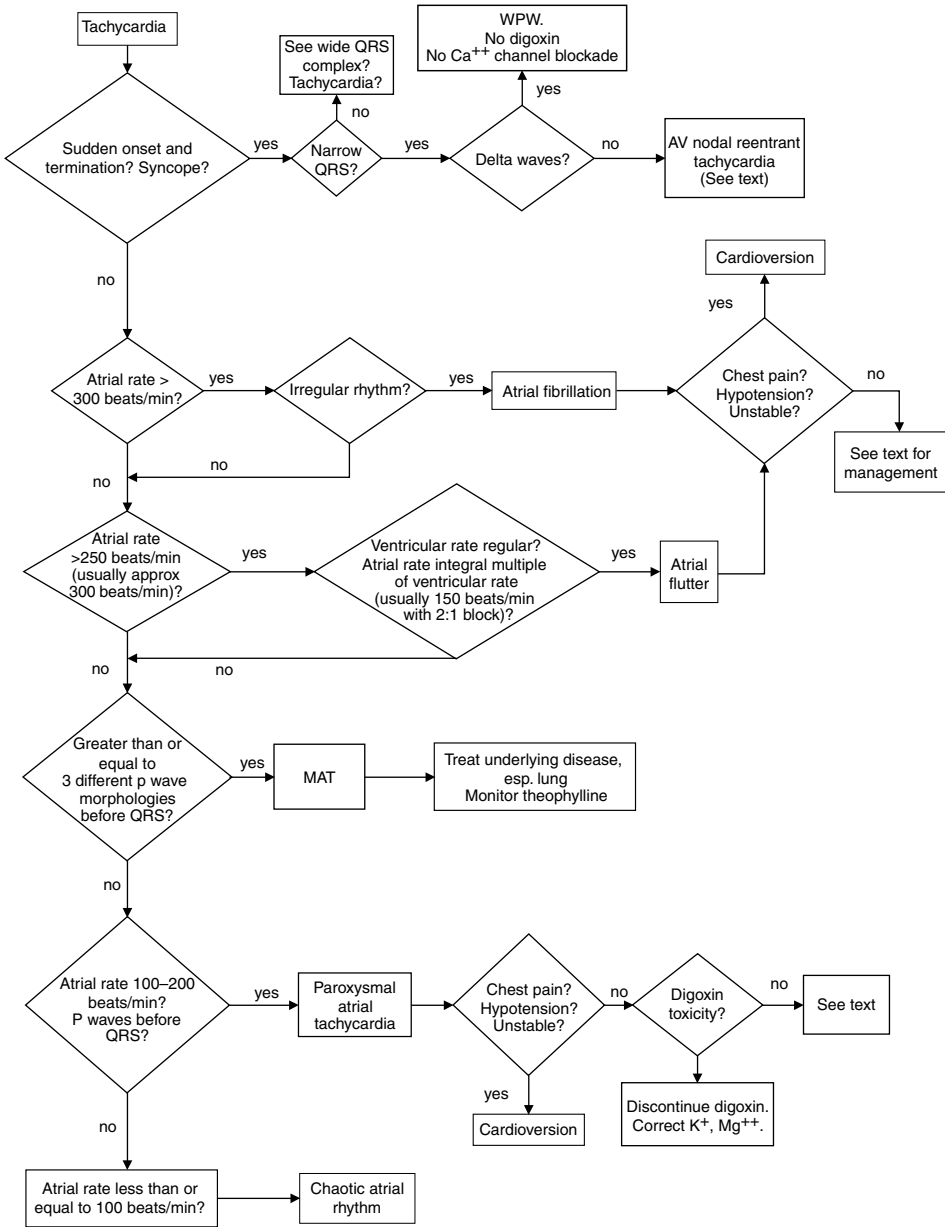 Tachycardia
Sudden onset and
termination? Syncope?
yes
Narrow
QRS?
no
See wide QRS
complex?
Tachycardia?
yes
Delta waves?
yes
WPW.
No digoxin
No Ca++ channel blockade
no
AV nodal reentrant
tachycardia
(See text)
no
Atrial rate >
300 beats/min?
yes
Irregular rhythm?
yes
Atrial fibrillation
Chest pain?
Hypotension?
Unstable?
yes
Cardioversion
no
See text for
management
no
no
Atrial rate
>250 beats/min
(usually approx
300 beats/min)?
yes
Ventricular rate regular?
Atrial rate integral multiple
of ventricular rate
(usually 150 beats/min
with 2:1 block)?
yes
Atrial
flutter
no
no
Greater than or
equal to
3 different p wave
morphologies
before QRS?
yes
MAT
Treat underlying disease,
esp. lung
Monitor theophylline
no
Atrial rate 100–200
beats/min?
P waves before
QRS?
yes
Paroxysmal
atrial
tachycardia
Chest pain?
Hypotension?
Unstable?
no
Digoxin
toxicity?
no
See text
yes
Cardioversion
Discontinue digoxin.
Correct K+, Mg++.
no
Atrial rate less than or
equal to 100 beats/min?
Chaotic atrial
rhythm